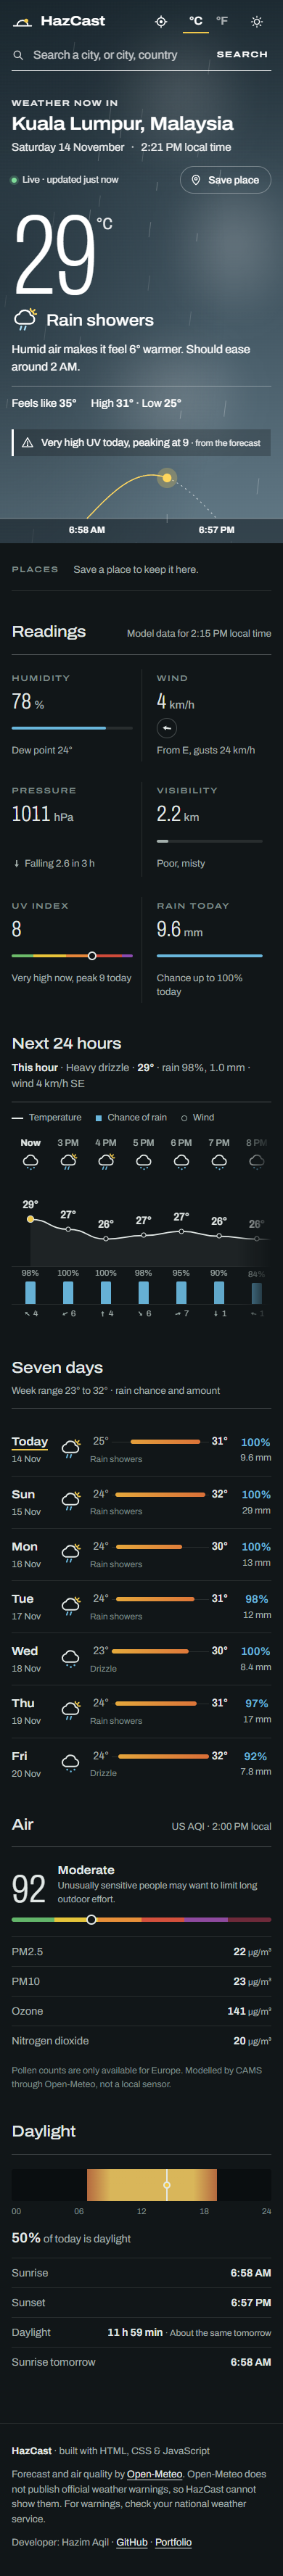 HazCast
°C
°F
Search a city, or city, country
SEARCH
WEATHER NOW IN
Kuala Lumpur, Malaysia
Saturday 14 November · 2:21 PM local time
Live · updated just now
Save place
29°C
Rain showers
Humid air makes it feel 6° warmer. Should ease
around 2 AM.
Feels like 35° High 31° · Low 25°
Very high UV today, peaking at 9 · from the forecast
6:58 AM
6:57 PM
PLACES Save a place to keep it here.
Readings
Model data for 2:15 PM local time
HUMIDITY
78 %
Dew point 24°
WIND
4 km/h
From E, gusts 24 km/h
PRESSURE
1011 hPa
Falling 2.6 in 3 h
VISIBILITY
2.2 km
Poor, misty
UV INDEX
8
Very high now, peak 9 today
RAIN TODAY
9.6 mm
Chance up to 100%
today
Next 24 hours
This hour · Heavy drizzle · 29° · rain 98%, 1.0 mm ·
wind 4 km/h SE
Temperature Chance of rain Wind
Now 3 PM 4 PM 5 PM 6 PM 7 PM 8 PM
29° 27° 26° 27° 27° 26° 26°
98% 100% 100% 98% 95% 90% 84%
4 6 4 6 7 1 1
Seven days
Week range 23° to 32° · rain chance and amount
Today 25° 31° 100%
14 Nov Rain showers 9.6 mm
Sun 24° 32° 100%
15 Nov Rain showers 29 mm
Mon 24° 30° 100%
16 Nov Rain showers 13 mm
Tue 24° 31° 98%
17 Nov Rain showers 12 mm
Wed 23° 30° 100%
18 Nov Drizzle 8.4 mm
Thu 24° 31° 97%
19 Nov Rain showers 17 mm
Fri 24° 32° 92%
20 Nov Drizzle 7.8 mm
Air
US AQI · 2:00 PM local
92
Moderate
Unusually sensitive people may want to limit long
outdoor effort.
PM2.5 22 µg/m³
PM10 23 µg/m³
Ozone 141 µg/m³
Nitrogen dioxide 20 µg/m³
Pollen counts are only available for Europe. Modelled by CAMS
through Open-Meteo, not a local sensor.
Daylight
00 06 12 18 24
50% of today is daylight
Sunrise 6:58 AM
Sunset 6:57 PM
Daylight 11 h 59 min · About the same tomorrow
Sunrise tomorrow 6:58 AM
HazCast · built with HTML, CSS & JavaScript
Forecast and air quality by Open-Meteo. Open-Meteo does
not publish official weather warnings, so HazCast cannot
show them. For warnings, check your national weather
service.
Developer: Hazim Aqil · GitHub · Portfolio